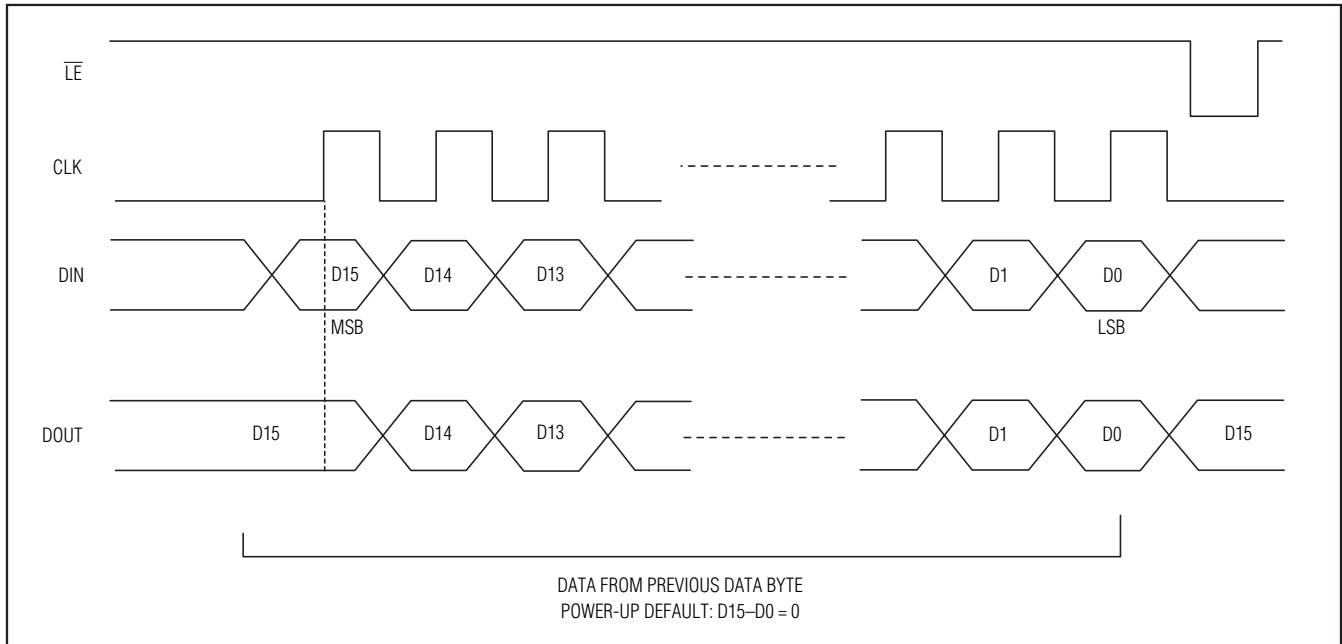 L̅E̅
CLK
DIN
D15
D14
D13
D1
D0
MSB
LSB
DOUT
D15
D14
D13
D1
D0
D15
DATA FROM PREVIOUS DATA BYTE
POWER-UP DEFAULT: D15–D0 = 0